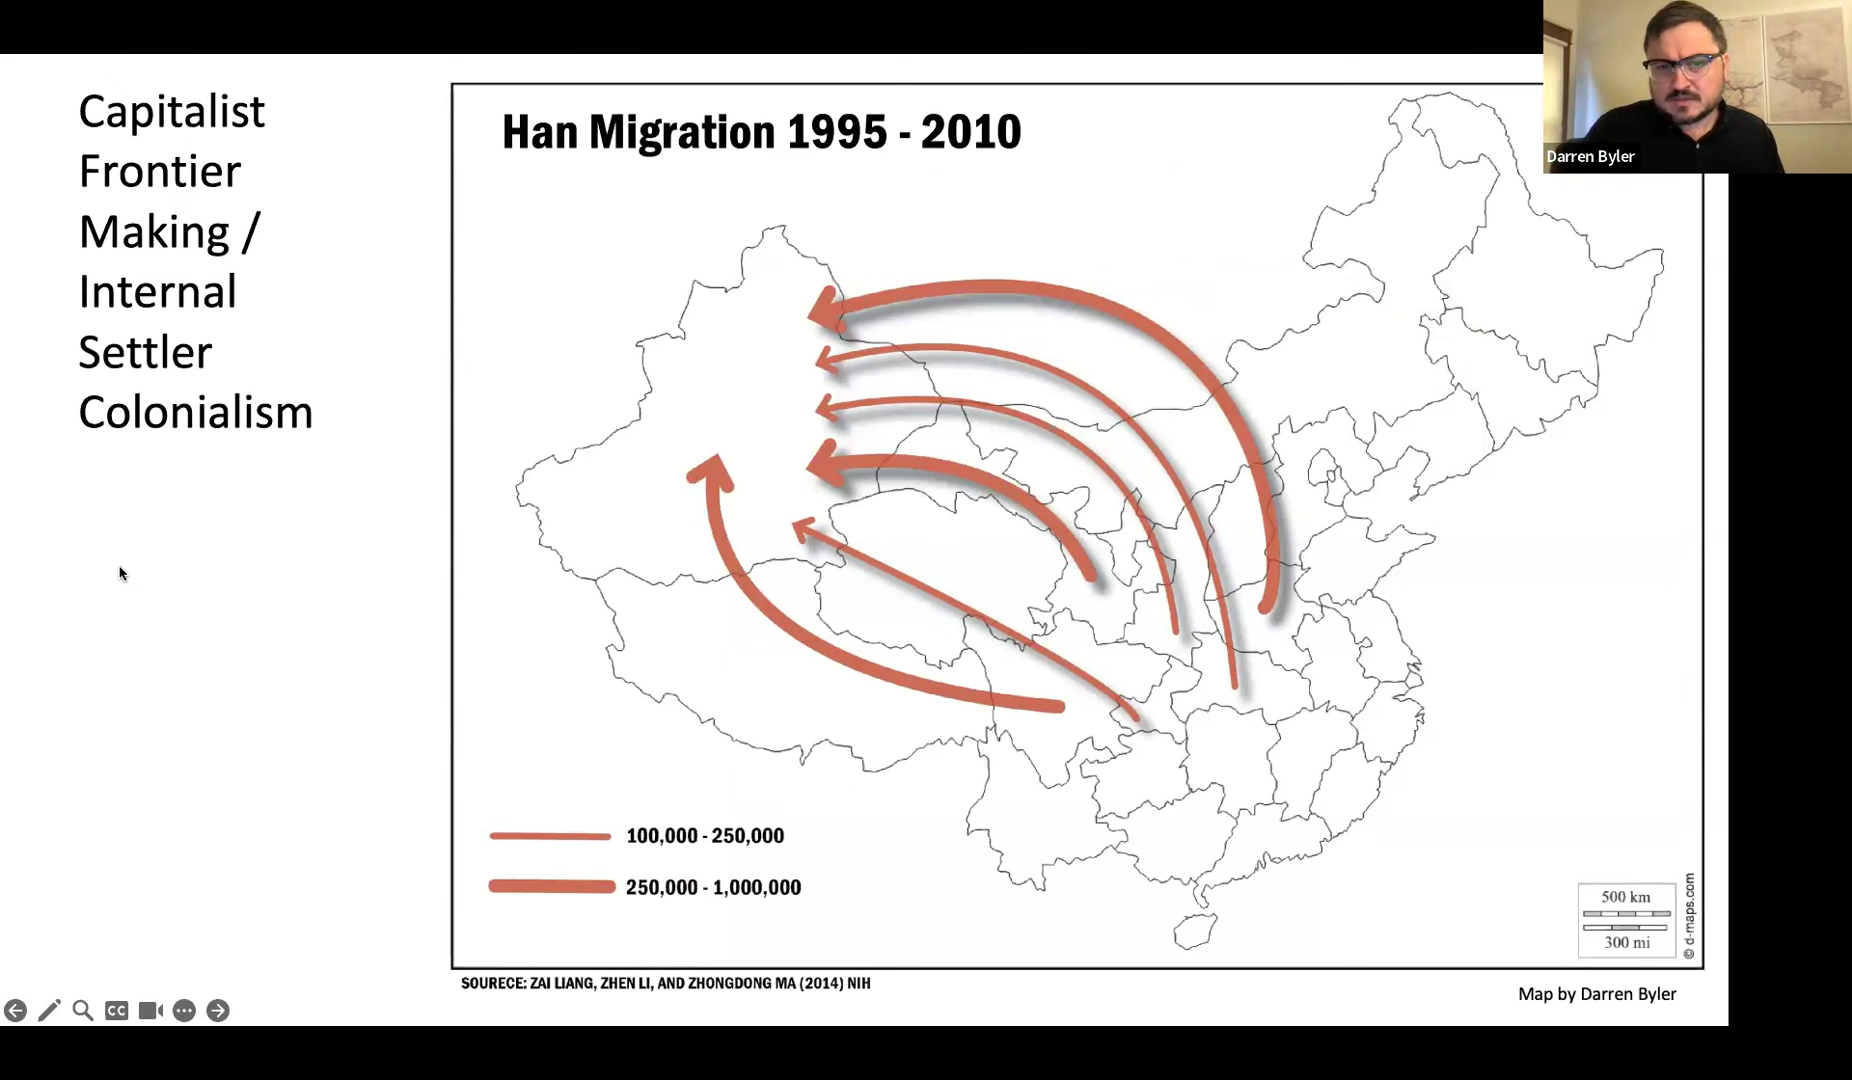 Capitalist
Frontier
Making /
Internal
Settler
Colonialism
Han Migration 1995 - 2010
Darren Byler
100,000 - 250,000
250,000 - 1,000,000
500 km
300 mi
© d-maps.com
SOURECE: ZAI LIANG, ZHEN LI, AND ZHONGDONG MA (2014) NIH
Map by Darren Byler
CC